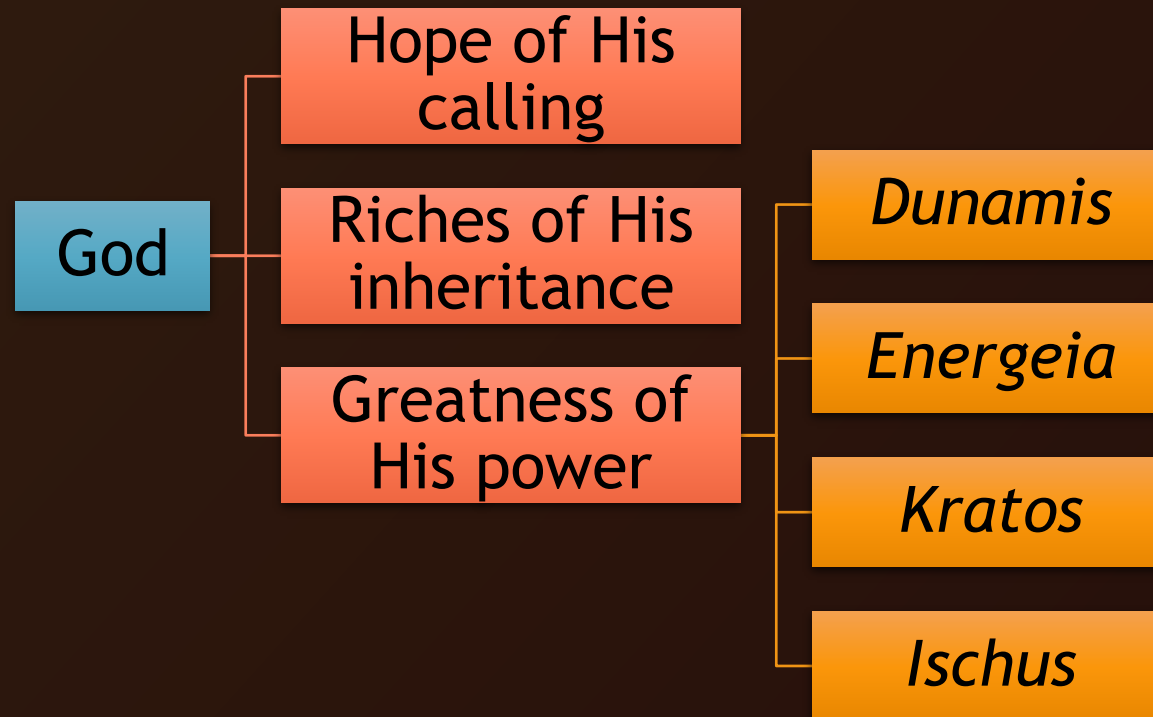 God
Hope of His
calling
Riches of His
inheritance
Greatness of
His power
Dunamis
Energeia
Kratos
Ischus